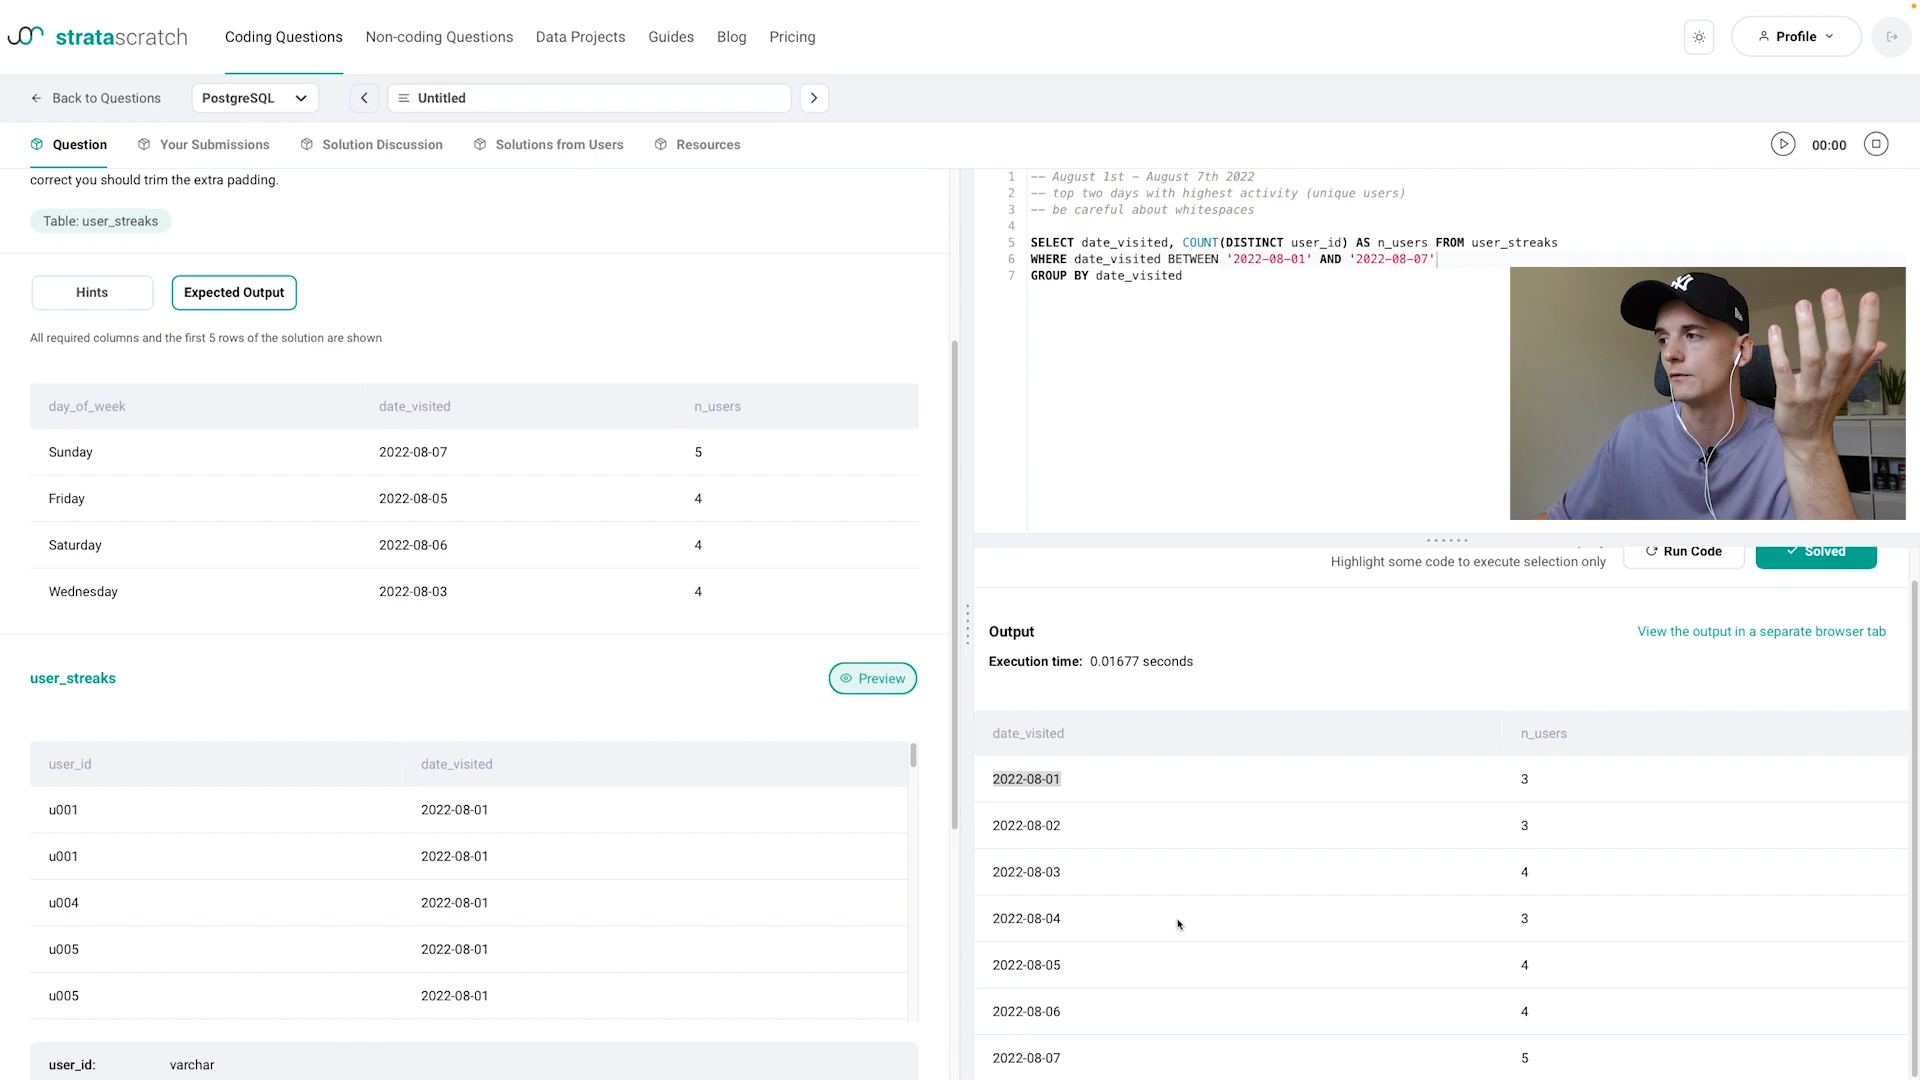 stratascratch
Coding Questions
Non-coding Questions
Data Projects
Guides
Blog
Pricing
Profile
Back to Questions
PostgreSQL
Untitled
Question
Your Submissions
Solution Discussion
Solutions from Users
Resources
00:00
correct you should trim the extra padding.
Table: user_streaks
Hints
Expected Output
All required columns and the first 5 rows of the solution are shown
day_of_week date_visited n_users
Sunday 2022-08-07 5
Friday 2022-08-05 4
Saturday 2022-08-06 4
Wednesday 2022-08-03 4
user_streaks
Preview
user_id date_visited
u001 2022-08-01
u001 2022-08-01
u004 2022-08-01
u005 2022-08-01
u005 2022-08-01
user_id: varchar
1 -- August 1st - August 7th 2022
2 -- top two days with highest activity (unique users)
3 -- be careful about whitespaces
4
5 SELECT date_visited, COUNT(DISTINCT user_id) AS n_users FROM user_streaks
6 WHERE date_visited BETWEEN '2022-08-01' AND '2022-08-07'
7 GROUP BY date_visited
Highlight some code to execute selection only
Run Code
Solved
Output
View the output in a separate browser tab
Execution time: 0.01677 seconds
date_visited n_users
2022-08-01 3
2022-08-02 3
2022-08-03 4
2022-08-04 3
2022-08-05 4
2022-08-06 4
2022-08-07 5